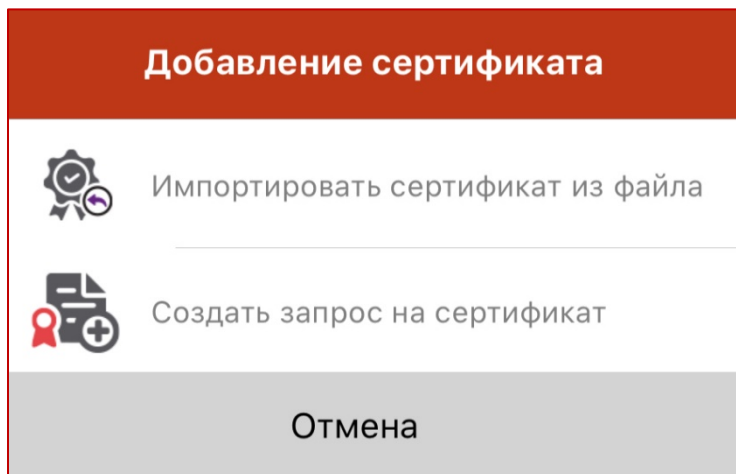 Добавление сертификата
Импортировать сертификат из файла
Создать запрос на сертификат
Отмена